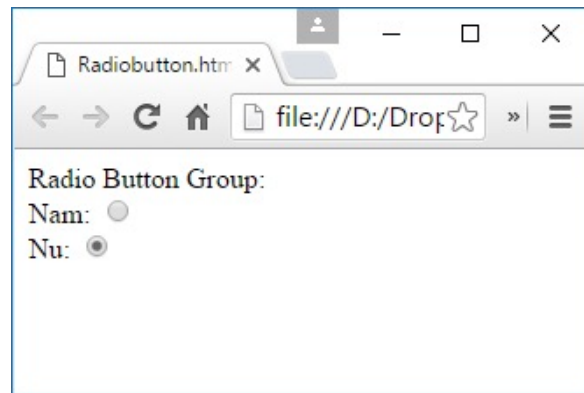 Radiobutton.htm
file:///D:/Drop
»
Radio Button Group:
Nam:
Nu: